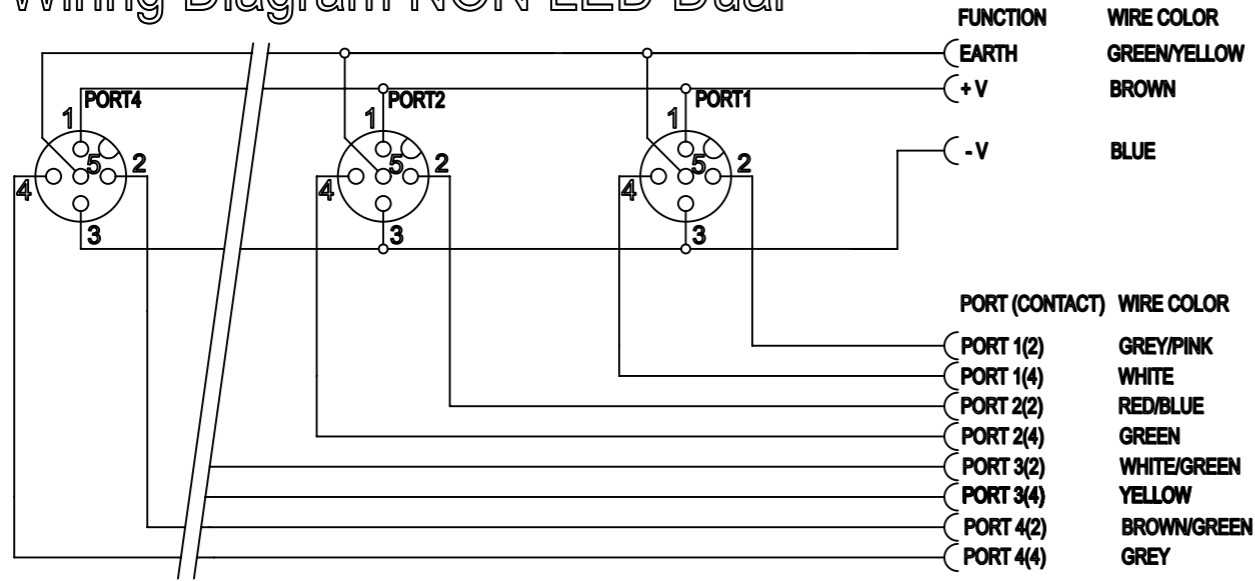 Wiring Diagram NON LED Dual
FUNCTION WIRE COLOR
EARTH GREEN/YELLOW
+ V BROWN
- V BLUE
PORT4 PORT2 PORT1
1 1 1
5 2 5 2 5 2
4 4 4
3 3 3
PORT (CONTACT) WIRE COLOR
PORT 1(2) GREY/PINK
PORT 1(4) WHITE
PORT 2(2) RED/BLUE
PORT 2(4) GREEN
PORT 3(2) WHITE/GREEN
PORT 3(4) YELLOW
PORT 4(2) BROWN/GREEN
PORT 4(4) GREY